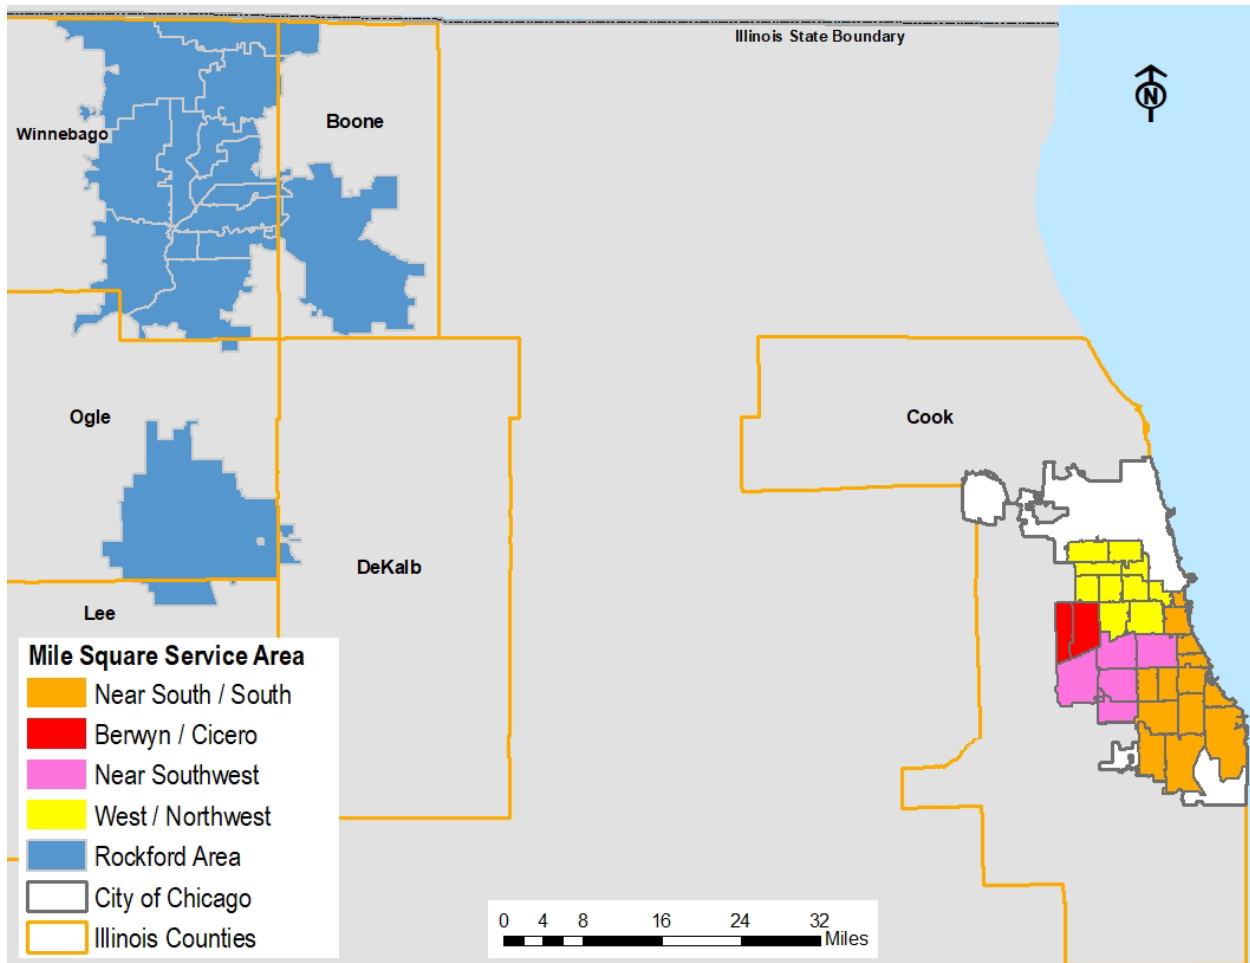 Illinois State Boundary
N
Boone
Winnebago
Ogle
Cook
DeKalb
Lee
Mile Square Service Area
Near South / South
Berwyn / Cicero
Near Southwest
West / Northwest
Rockford Area
City of Chicago
Illinois Counties
0 4 8 16 24 32
Miles